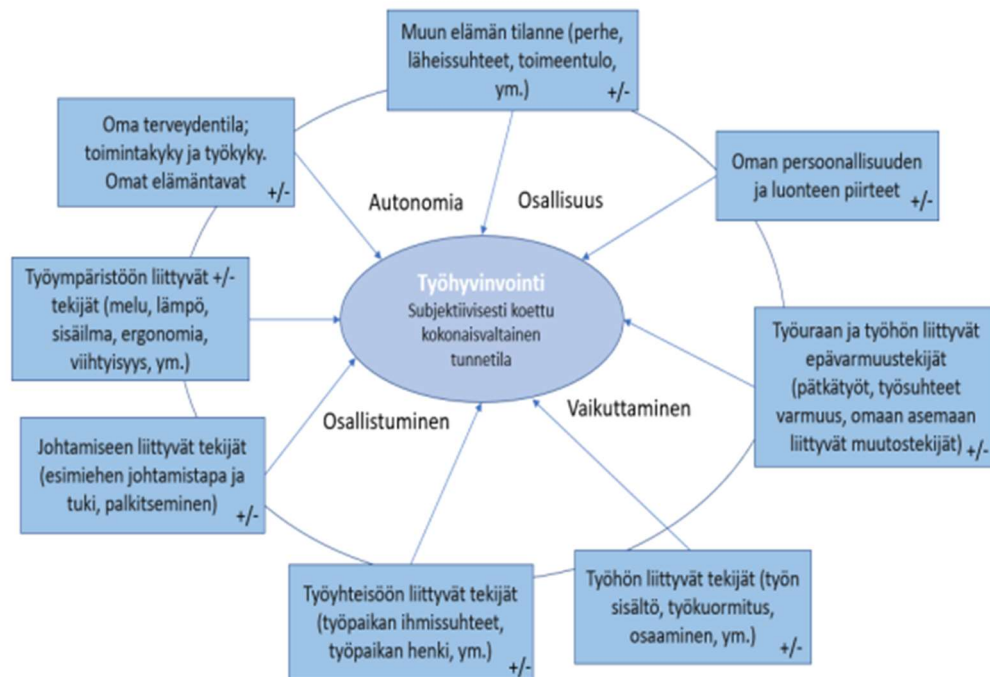 Muun elämän tilanne (perhe,
läheissuhteet, toimeentulo,
ym.)
+/-
Oma terveydentila;
toimintakyky ja työkyky.
Omat elämäntavat
+/-
Oman persoonallisuuden
ja luonteen piirteet
+/-
Autonomia
Osallisuus
Työhyvinvointi
Subjektiivisesti koettu
kokonaisvaltainen
tunnetila
Työympäristöön liittyvät +/-
tekijät (melu, lämpö,
sisäilma, ergonomia,
viihtyisyys, ym.)
Työuraan ja työhön liittyvät
epävarmuustekijät
(pätkätyöt, työsuhteet
varmuus, omaan asemaan
liittyvät muutostekijät)
+/-
Osallistuminen
Vaikuttaminen
Johtamiseen liittyvät tekijät
(esimiehen johtamistapa ja
tuki, palkitseminen)
+/-
Työyhteisöön liittyvät tekijät
(työpaikan ihmissuhteet,
työpaikan henki, ym.)
+/-
Työhön liittyvät tekijät (työn
sisältö, työkuormitus,
osaaminen, ym.)
+/-